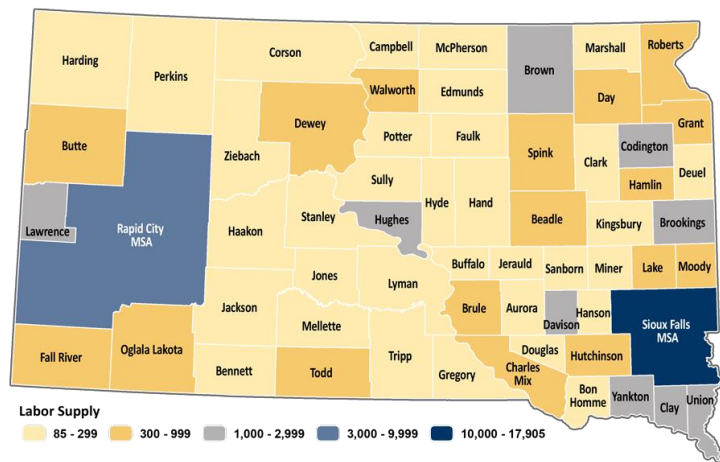 Harding
Perkins
Corson
Campbell
McPherson
Brown
Marshall
Roberts
Walworth
Edmunds
Day
Butte
Dewey
Ziebach
Potter
Faulk
Spink
Clark
Codington
Grant
Hamlin
Deuel
Lawrence
Rapid City
MSA
Haakon
Stanley
Sully
Hughes
Hyde
Hand
Beadle
Kingsbury
Brookings
Jackson
Jones
Lyman
Buffalo
Jerauld
Sanborn
Miner
Lake
Moody
Mellette
Brule
Aurora
Davison
Hanson
Sioux Falls
MSA
Fall River
Oglala Lakota
Bennett
Todd
Tripp
Gregory
Charles
Mix
Douglas
Hutchinson
Bon
Homme
Yankton
Clay
Union
Labor Supply
85 - 299
300 - 999
1,000 - 2,999
3,000 - 9,999
10,000 - 17,905